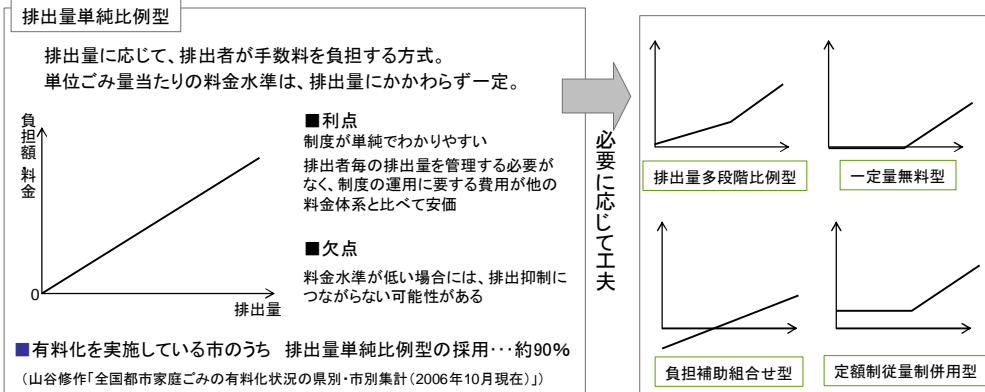 排出量単純比例型
排出量に応じて、排出者が手数料を負担する方式。
単位ごみ量当たりの料金水準は、排出量にかかわらず一定。
負担額・料金
0
排出量
■利点
制度が単純でわかりやすい
排出者毎の排出量を管理する必要が
なく、制度の運用に要する費用が他の
料金体系と比べて安価
■欠点
料金水準が低い場合には、排出抑制に
つながらない可能性がある
■有料化を実施している市のうち 排出量単純比例型の採用･･･約90%
(山谷修作「全国都市家庭ごみの有料化状況の県別・市別集計(2006年10月現在)」)
必要に応じて工夫
排出量多段階比例型
一定量無料型
負担補助組合せ型
定額制従量制併用型